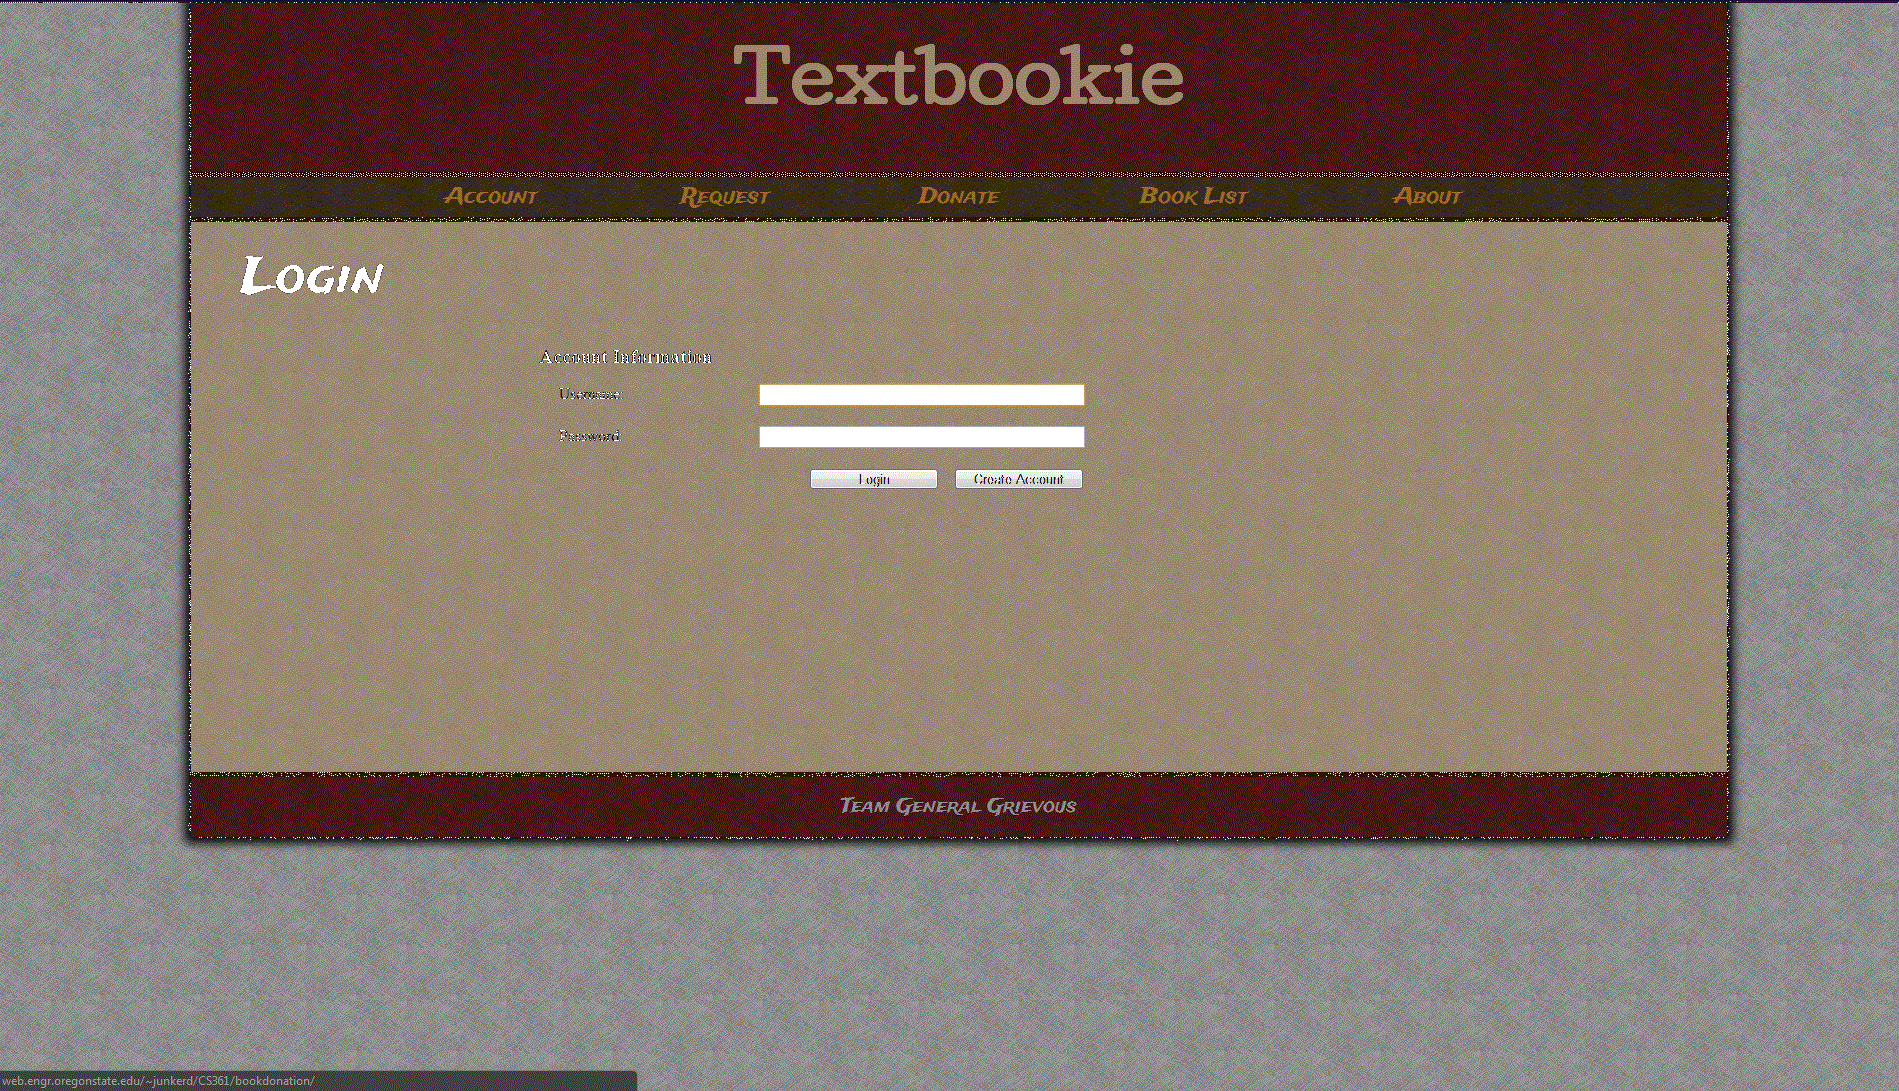 Textbookie
Account Request Donate Book List About
Login
Account Information
Username
Password
Login Create Account
Team General Grievous
web.engr.oregonstate.edu/~junkerd/CS361/bookdonation/